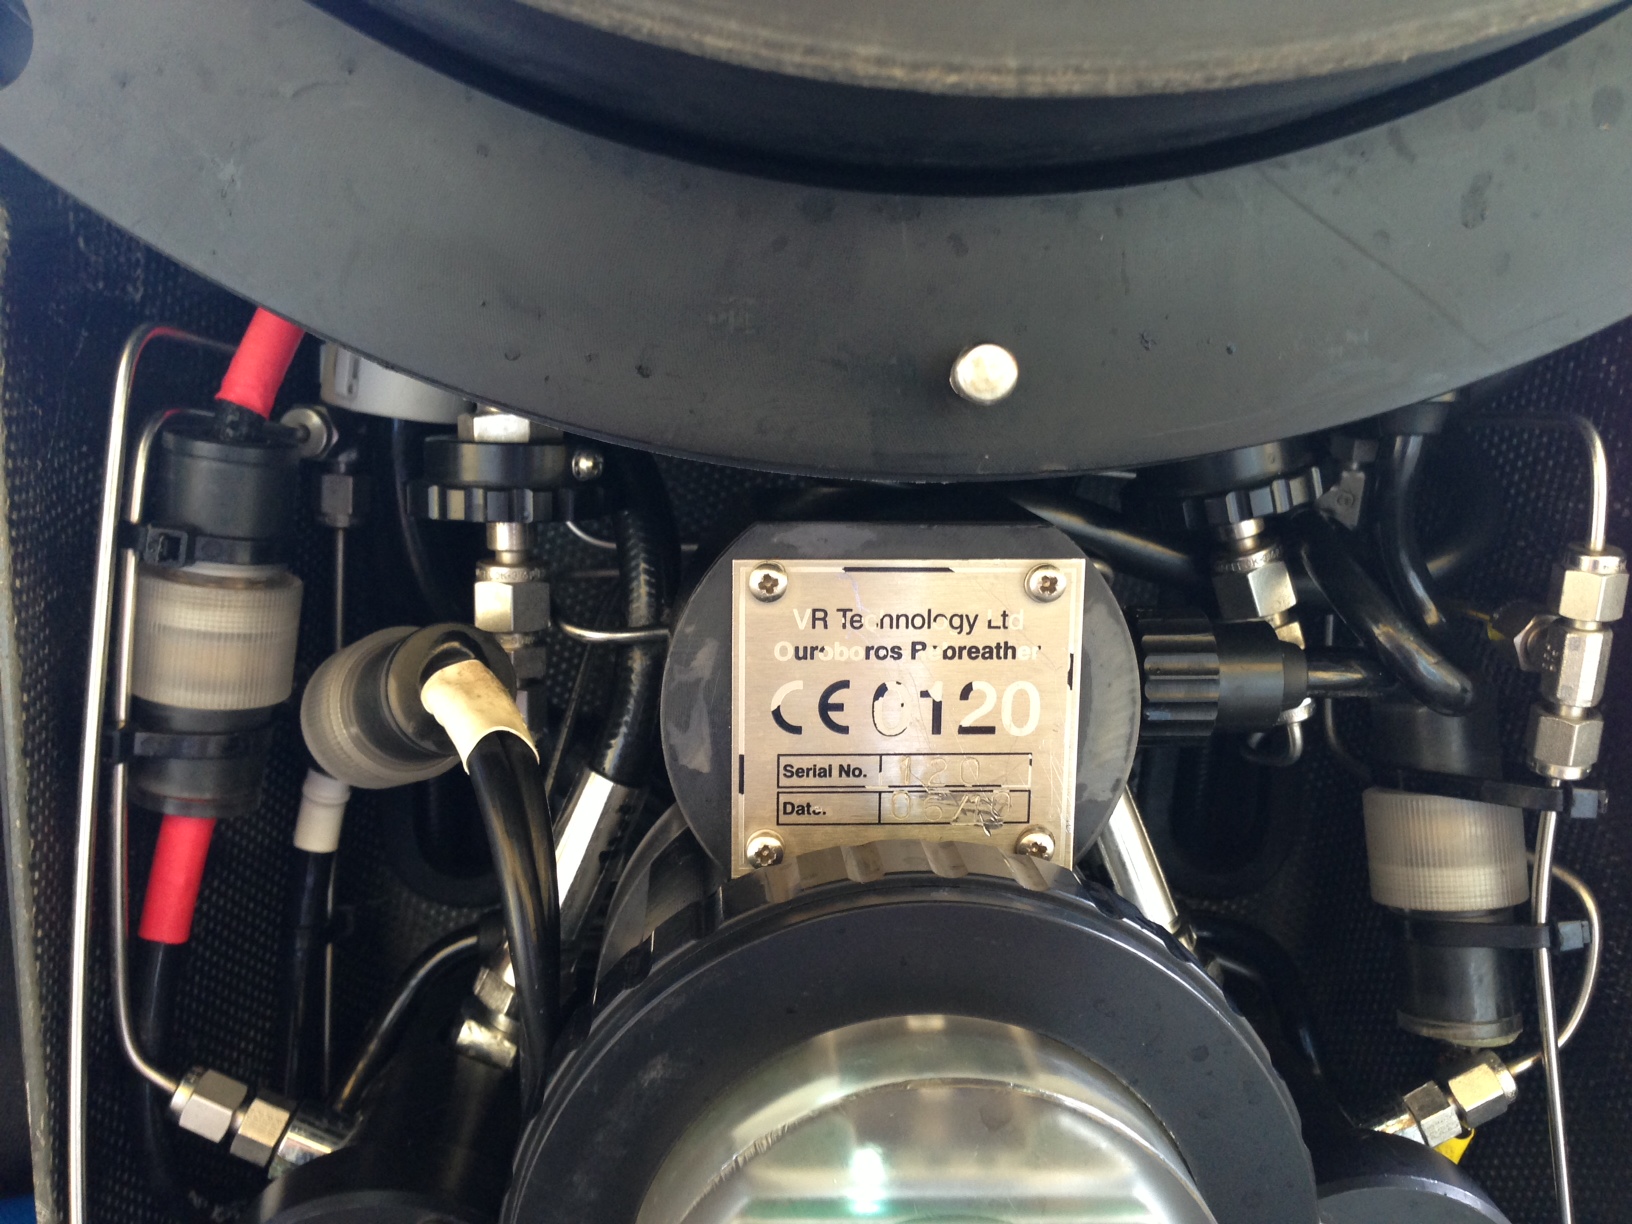 VR Technology Ltd
Ouroboros Rebreather
CE 0120
Serial No. 120
Date.